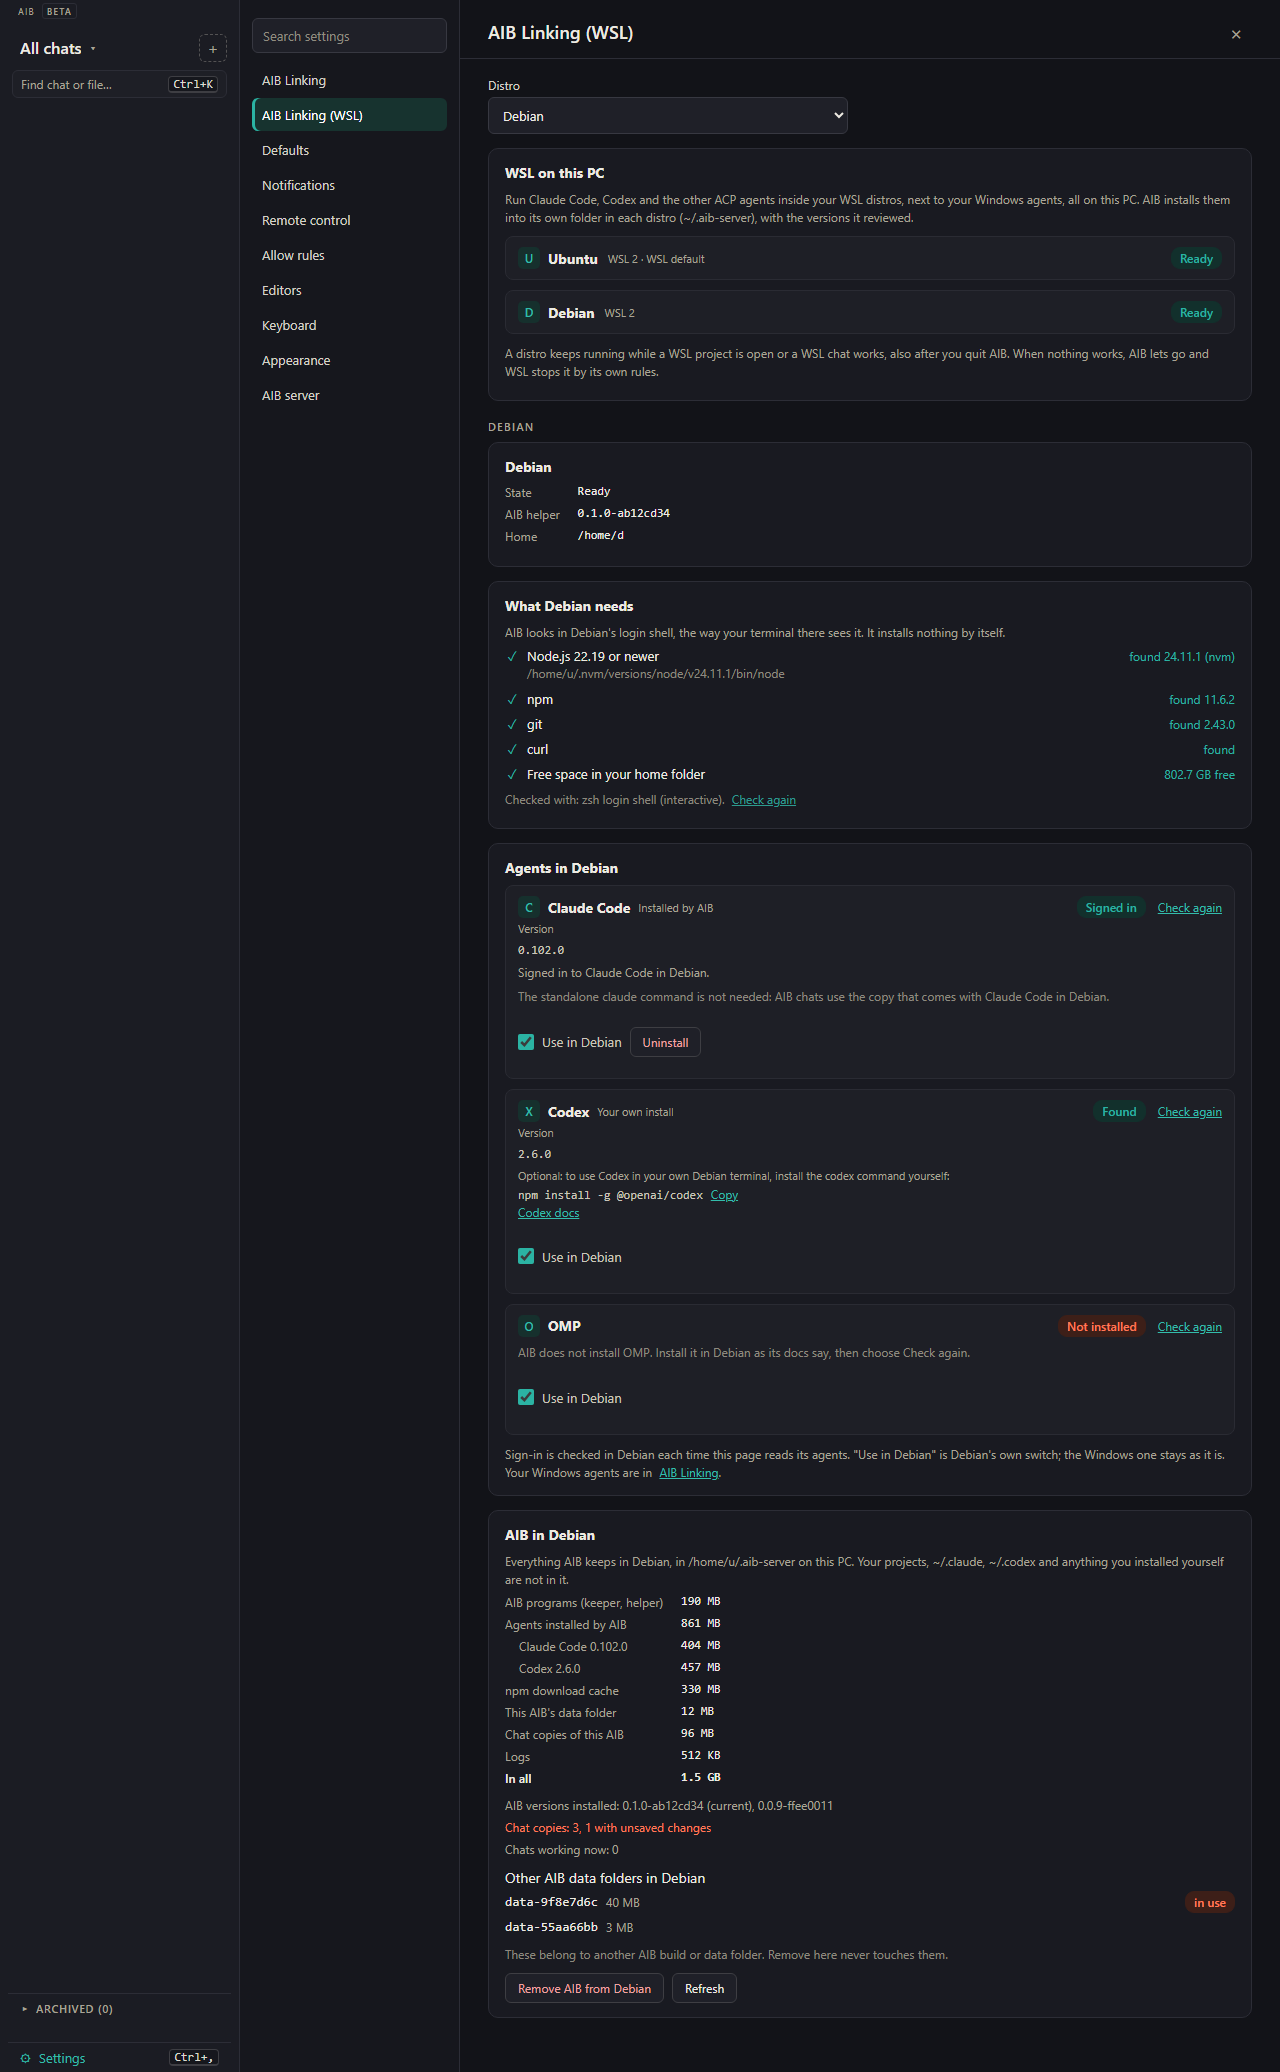 AIB BETA
All chats
+
Find chat or file... Ctrl+K
ARCHIVED (0)
Settings Ctrl+,
Search settings
AIB Linking
AIB Linking (WSL)
Defaults
Notifications
Remote control
Allow rules
Editors
Keyboard
Appearance
AIB server
AIB Linking (WSL)
×
Distro
Debian
WSL on this PC
Run Claude Code, Codex and the other ACP agents inside your WSL distros, next to your Windows agents, all on this PC. AIB installs them
into its own folder in each distro (~/.aib-server), with the versions it reviewed.
U Ubuntu WSL 2 · WSL default Ready
D Debian WSL 2 Ready
A distro keeps running while a WSL project is open or a WSL chat works, also after you quit AIB. When nothing works, AIB lets go and
WSL stops it by its own rules.
DEBIAN
Debian
State Ready
AIB helper 0.1.0-ab12cd34
Home /home/d
What Debian needs
AIB looks in Debian's login shell, the way your terminal there sees it. It installs nothing by itself.
✓ Node.js 22.19 or newer found 24.11.1 (nvm)
/home/u/.nvm/versions/node/v24.11.1/bin/node
✓ npm found 11.6.2
✓ git found 2.43.0
✓ curl found
✓ Free space in your home folder 802.7 GB free
Checked with: zsh login shell (interactive). Check again
Agents in Debian
C Claude Code Installed by AIB Signed in Check again
Version
0.102.0
Signed in to Claude Code in Debian.
The standalone claude command is not needed: AIB chats use the copy that comes with Claude Code in Debian.
Use in Debian Uninstall
X Codex Your own install Found Check again
Version
2.6.0
Optional: to use Codex in your own Debian terminal, install the codex command yourself:
npm install -g @openai/codex Copy
Codex docs
Use in Debian
O OMP Not installed Check again
AIB does not install OMP. Install it in Debian as its docs say, then choose Check again.
Use in Debian
Sign-in is checked in Debian each time this page reads its agents. "Use in Debian" is Debian's own switch; the Windows one stays as it is.
Your Windows agents are in AIB Linking.
AIB in Debian
Everything AIB keeps in Debian, in /home/u/.aib-server on this PC. Your projects, ~/.claude, ~/.codex and anything you installed yourself
are not in it.
AIB programs (keeper, helper) 190 MB
Agents installed by AIB 861 MB
Claude Code 0.102.0 404 MB
Codex 2.6.0 457 MB
npm download cache 330 MB
This AIB's data folder 12 MB
Chat copies of this AIB 96 MB
Logs 512 KB
In all 1.5 GB
AIB versions installed: 0.1.0-ab12cd34 (current), 0.0.9-ffee0011
Chat copies: 3, 1 with unsaved changes
Chats working now: 0
Other AIB data folders in Debian
data-9f8e7d6c 40 MB in use
data-55aa66bb 3 MB
These belong to another AIB build or data folder. Remove here never touches them.
Remove AIB from Debian Refresh